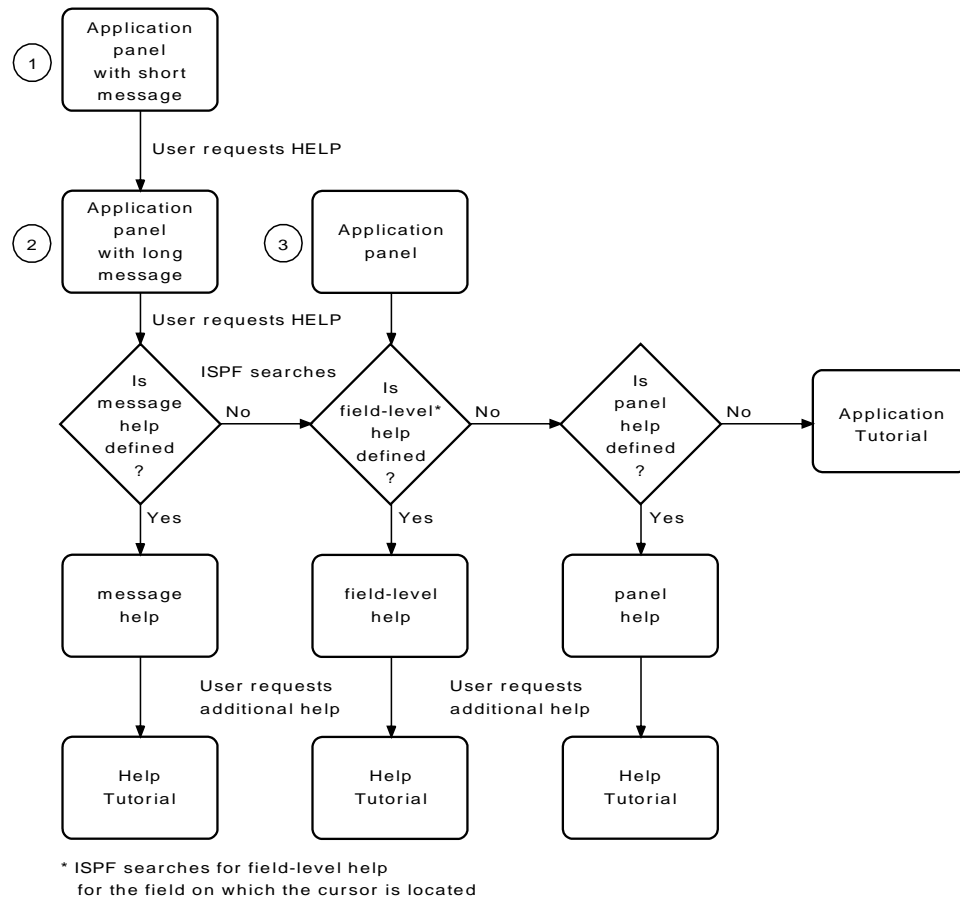 1
Application
panel
with short
message
User requests HELP
2
Application
panel
with long
message
3
Application
panel
User requests HELP
ISPF searches
Is
message
help
defined
?
No
Is
field-level*
help
defined
?
No
Is
panel
help
defined
?
No
Application
Tutorial
Yes
Yes
Yes
message
help
field-level
help
panel
help
User requests
additional help
User requests
additional help
Help
Tutorial
Help
Tutorial
Help
Tutorial
* ISPF searches for field-level help
for the field on which the cursor is located